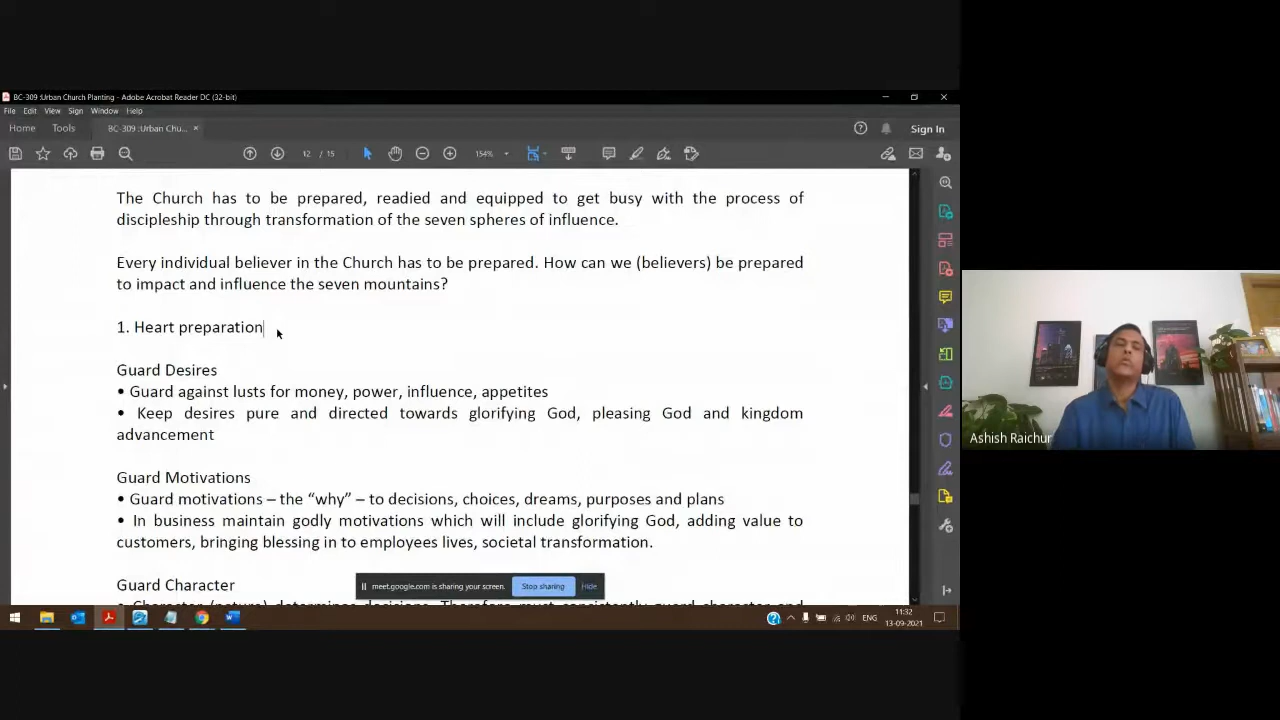 BC-309 :Urban Church Planting - Adobe Acrobat Reader DC (32-bit)
File Edit View Sign Window Help
Home Tools BC-309 :Urban Chu... × Sign In
12 / 15 154%
The Church has to be prepared, readied and equipped to get busy with the process of
discipleship through transformation of the seven spheres of influence.
Every individual believer in the Church has to be prepared. How can we (believers) be prepared
to impact and influence the seven mountains?
1. Heart preparation
Guard Desires
• Guard against lusts for money, power, influence, appetites
• Keep desires pure and directed towards glorifying God, pleasing God and kingdom
advancement
Guard Motivations
• Guard motivations – the “why” – to decisions, choices, dreams, purposes and plans
• In business maintain godly motivations which will include glorifying God, adding value to
customers, bringing blessing in to employees lives, societal transformation.
Guard Character
meet.google.com is sharing your screen. Stop sharing Hide
Ashish Raichur
ENG 11:32
13-09-2021